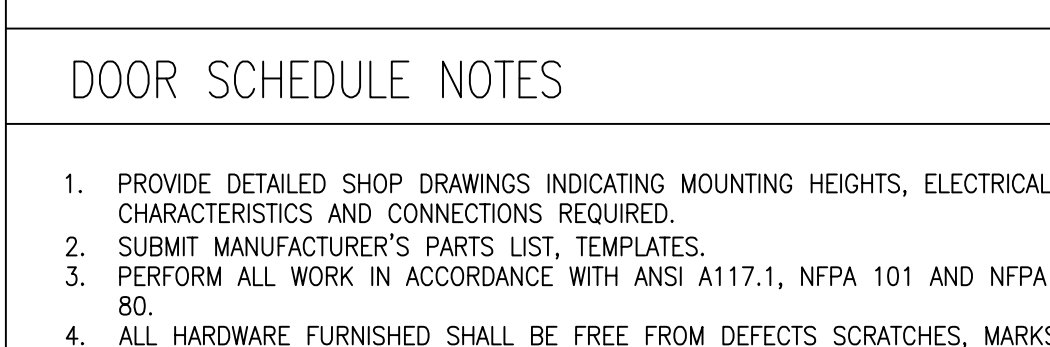 DOOR SCHEDULE NOTES
1. PROVIDE DETAILED SHOP DRAWINGS INDICATING MOUNTING HEIGHTS, ELECTRICAL
CHARACTERISTICS AND CONNECTIONS REQUIRED.
2. SUBMIT MANUFACTURER'S PARTS LIST, TEMPLATES.
3. PERFORM ALL WORK IN ACCORDANCE WITH ANSI A117.1, NFPA 101 AND NFPA
80.
4. ALL HARDWARE FURNISHED SHALL BE FREE FROM DEFECTS SCRATCHES, MARKS